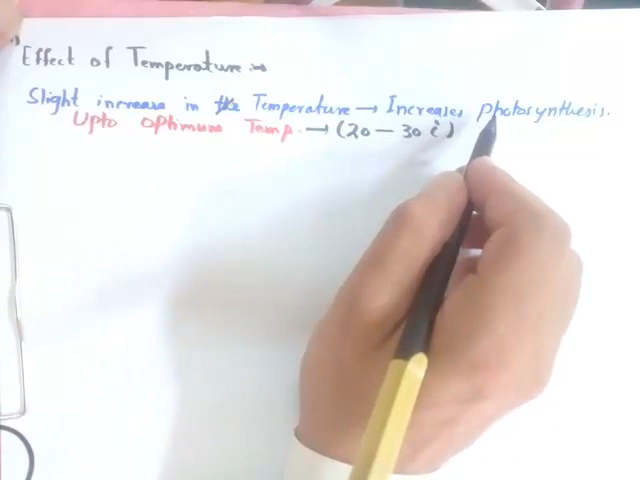 Effect of Temperature :→
Slight increase in the Temperature → Increases photosynthesis.
Upto optimum Temp. → (20 – 30 c̊)